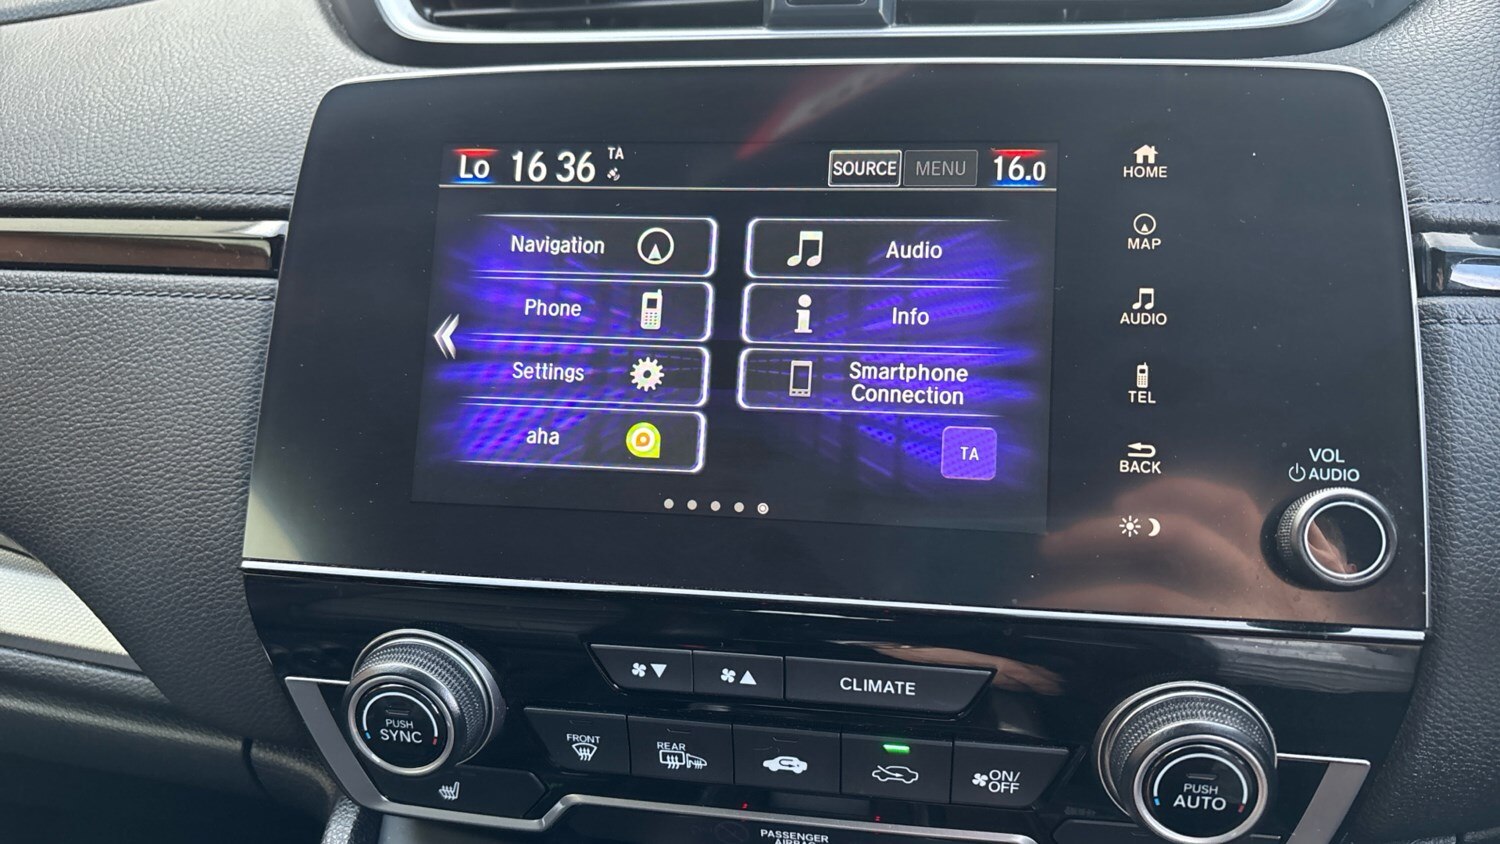 Lo 16 36 TA SOURCE MENU 16.0
Navigation
Audio
Phone
Info
Settings
Smartphone
Connection
aha
TA
HOME
MAP
AUDIO
TEL
BACK
VOL
AUDIO
CLIMATE
PUSH
SYNC
FRONT
REAR
ON/
OFF
PUSH
AUTO
PASSENGER
AIRBAG